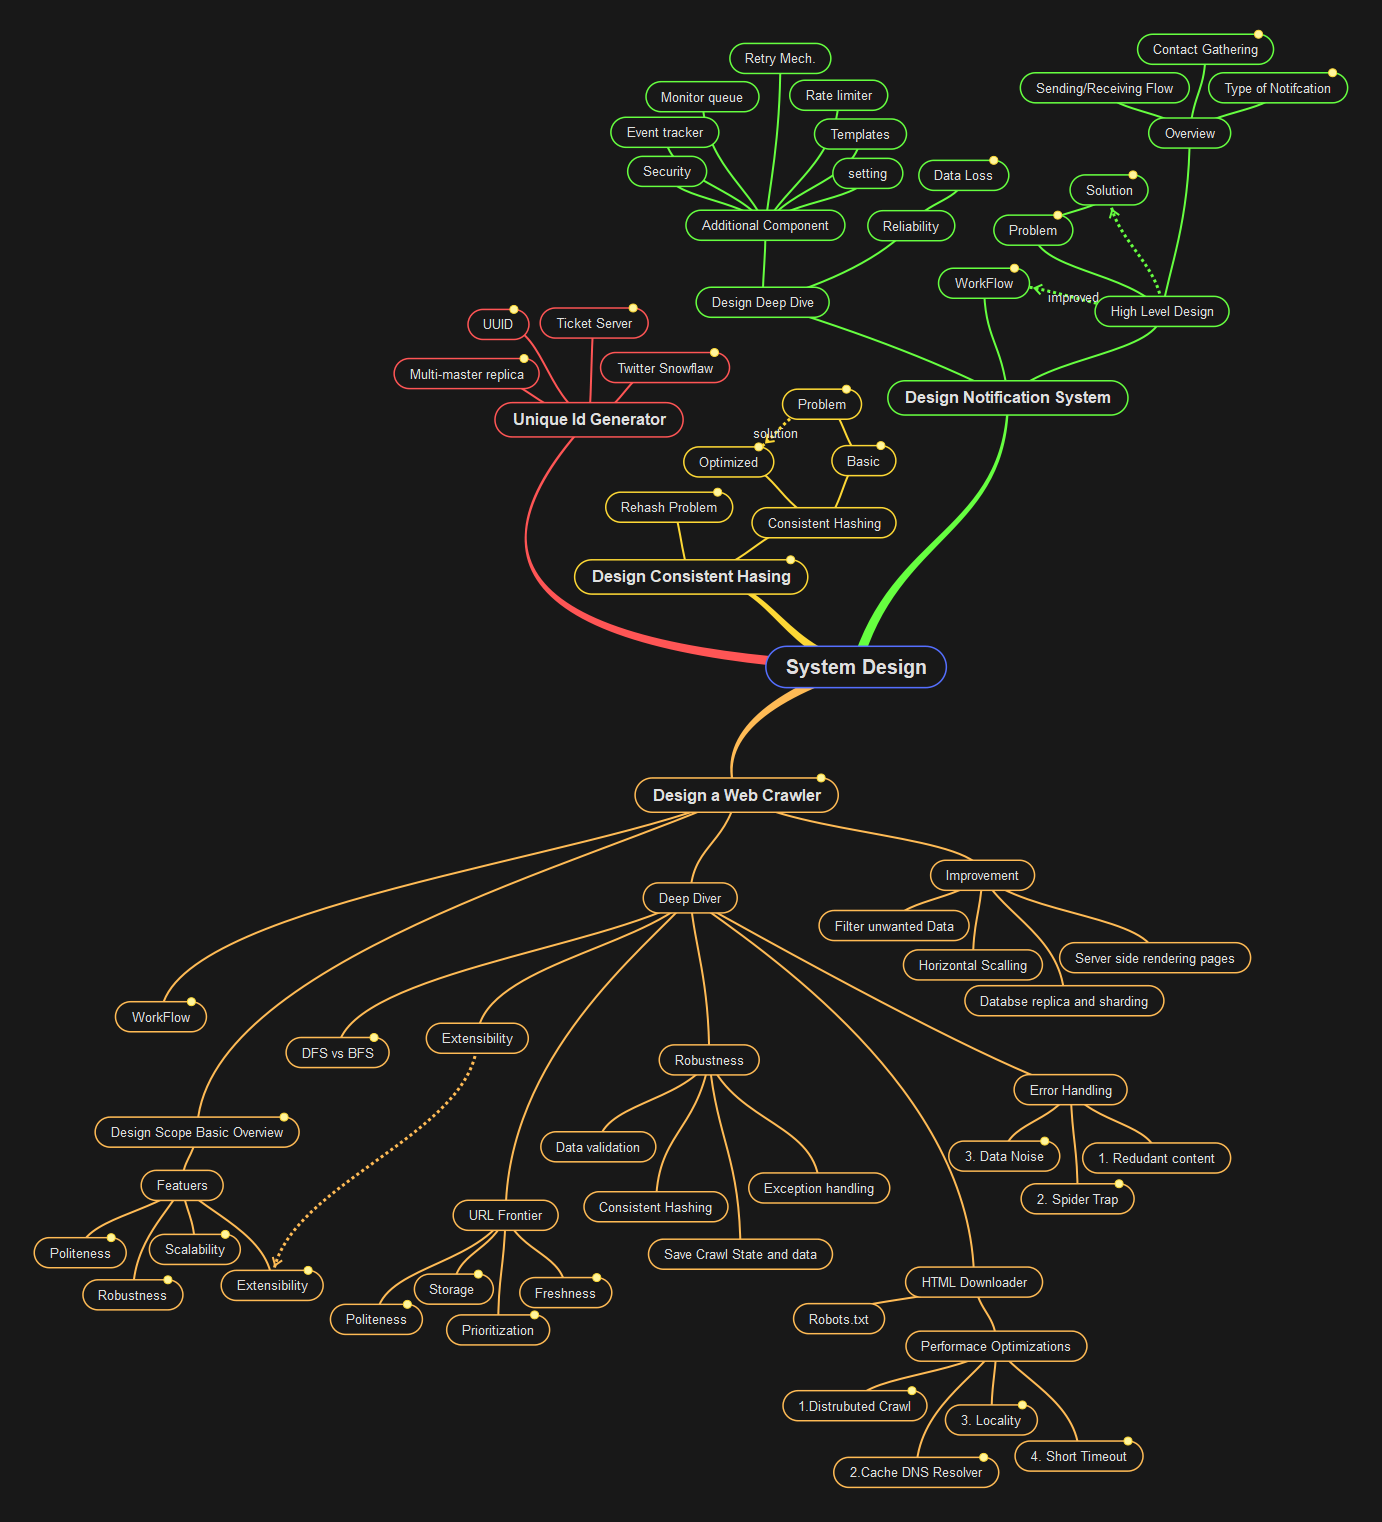 Contact Gathering
Retry Mech.
Sending/Receiving Flow
Type of Notifcation
Monitor queue
Rate limiter
Event tracker
Templates
Overview
Security
setting
Data Loss
Solution
Additional Component
Reliability
Problem
WorkFlow
improved
Design Deep Dive
High Level Design
UUID
Ticket Server
Multi-master replica
Twitter Snowflaw
Unique Id Generator
Design Notification System
Problem
solution
Optimized
Basic
Rehash Problem
Consistent Hashing
Design Consistent Hasing
System Design
Design a Web Crawler
Improvement
Deep Diver
Filter unwanted Data
Server side rendering pages
Horizontal Scalling
Databse replica and sharding
WorkFlow
DFS vs BFS
Extensibility
Robustness
Error Handling
Design Scope Basic Overview
Data validation
3. Data Noise
1. Redudant content
Featuers
Exception handling
2. Spider Trap
Consistent Hashing
URL Frontier
Politeness
Scalability
Save Crawl State and data
Robustness
Extensibility
Storage
Freshness
HTML Downloader
Politeness
Prioritization
Robots.txt
Performace Optimizations
1.Distrubuted Crawl
3. Locality
4. Short Timeout
2.Cache DNS Resolver